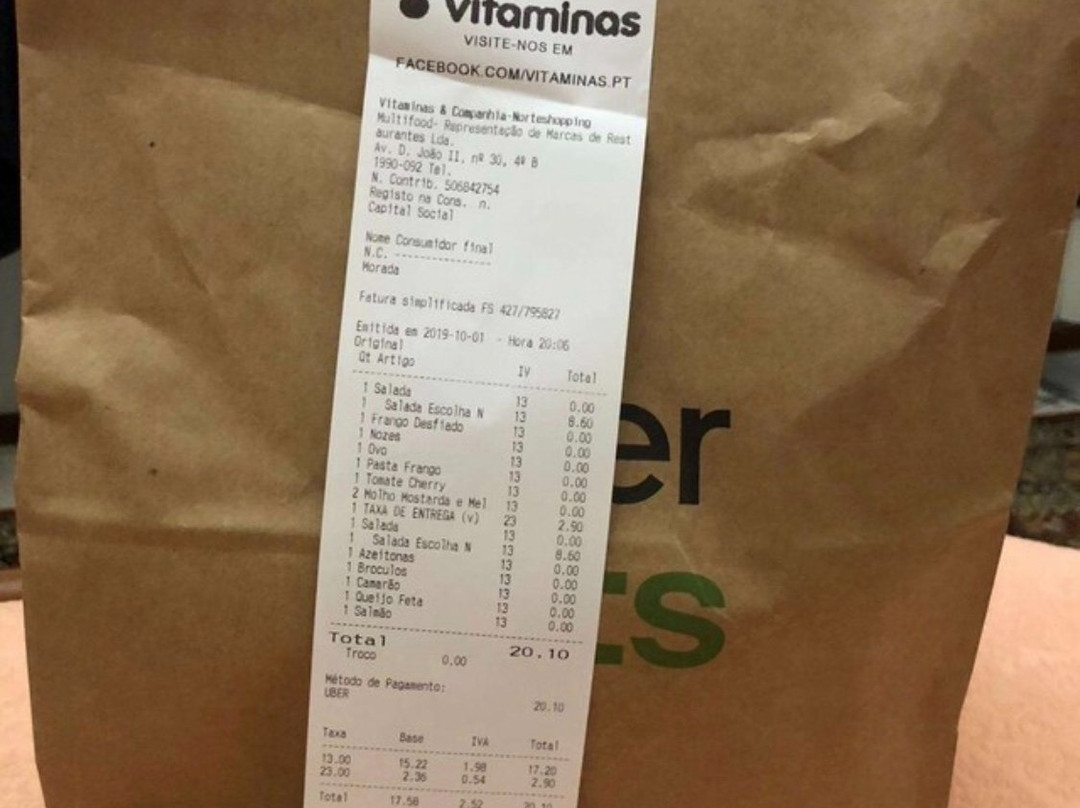 Vitaminas
VISITE-NOS EM
FACEBOOK.COM/VITAMINAS.PT
Vitaminas & Companhia-Norteshopping
Multifood- Representação de Marcas de Rest
aurantes Lda.
Av. D. João II, nº 30, 4º B
1990-092 Tel.
N. Contrib. 506842754
Registo na Cons. n.
Capital Social
Nome Consumidor final
N.C. ---------------
Morada
Fatura simplificada FS 427/795827
Emitida em 2019-10-01 - Hora 20:06
Original
Qt Artigo IV Total
1 Salada 13 0.00
1 Salada Escolha N 13 8.60
1 Frango Desfiado 13 0.00
1 Nozes 13 0.00
1 Ovo 13 0.00
1 Pasta Frango 13 0.00
1 Tomate Cherry 13 0.00
2 Molho Mostarda e Mel 13 0.00
1 TAXA DE ENTREGA (v) 23 2.90
1 Salada 13 0.00
1 Salada Escolha N 13 8.60
1 Azeitonas 13 0.00
1 Broculos 13 0.00
1 Camarão 13 0.00
1 Queijo Feta 13 0.00
1 Salmão 13 0.00
Total 20.10
Troco 0.00
Método de Pagamento:
UBER 20.10
Taxa Base IVA Total
13.00 15.22 1.98 17.20
23.00 2.36 0.54 2.90
Total 17.58 2.52 20.10
er
ts